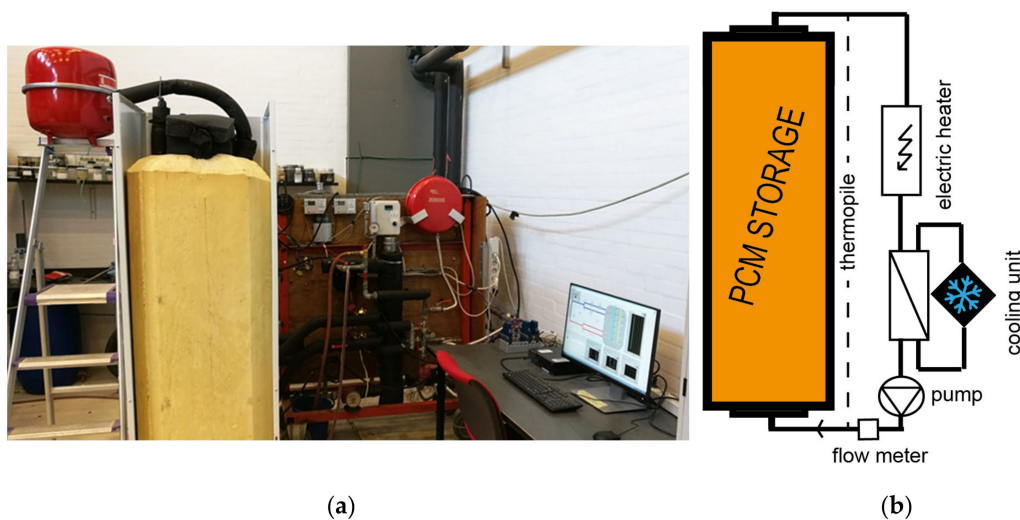 PCM STORAGE
thermopile
electric heater
cooling unit
pump
flow meter
(a)
(b)